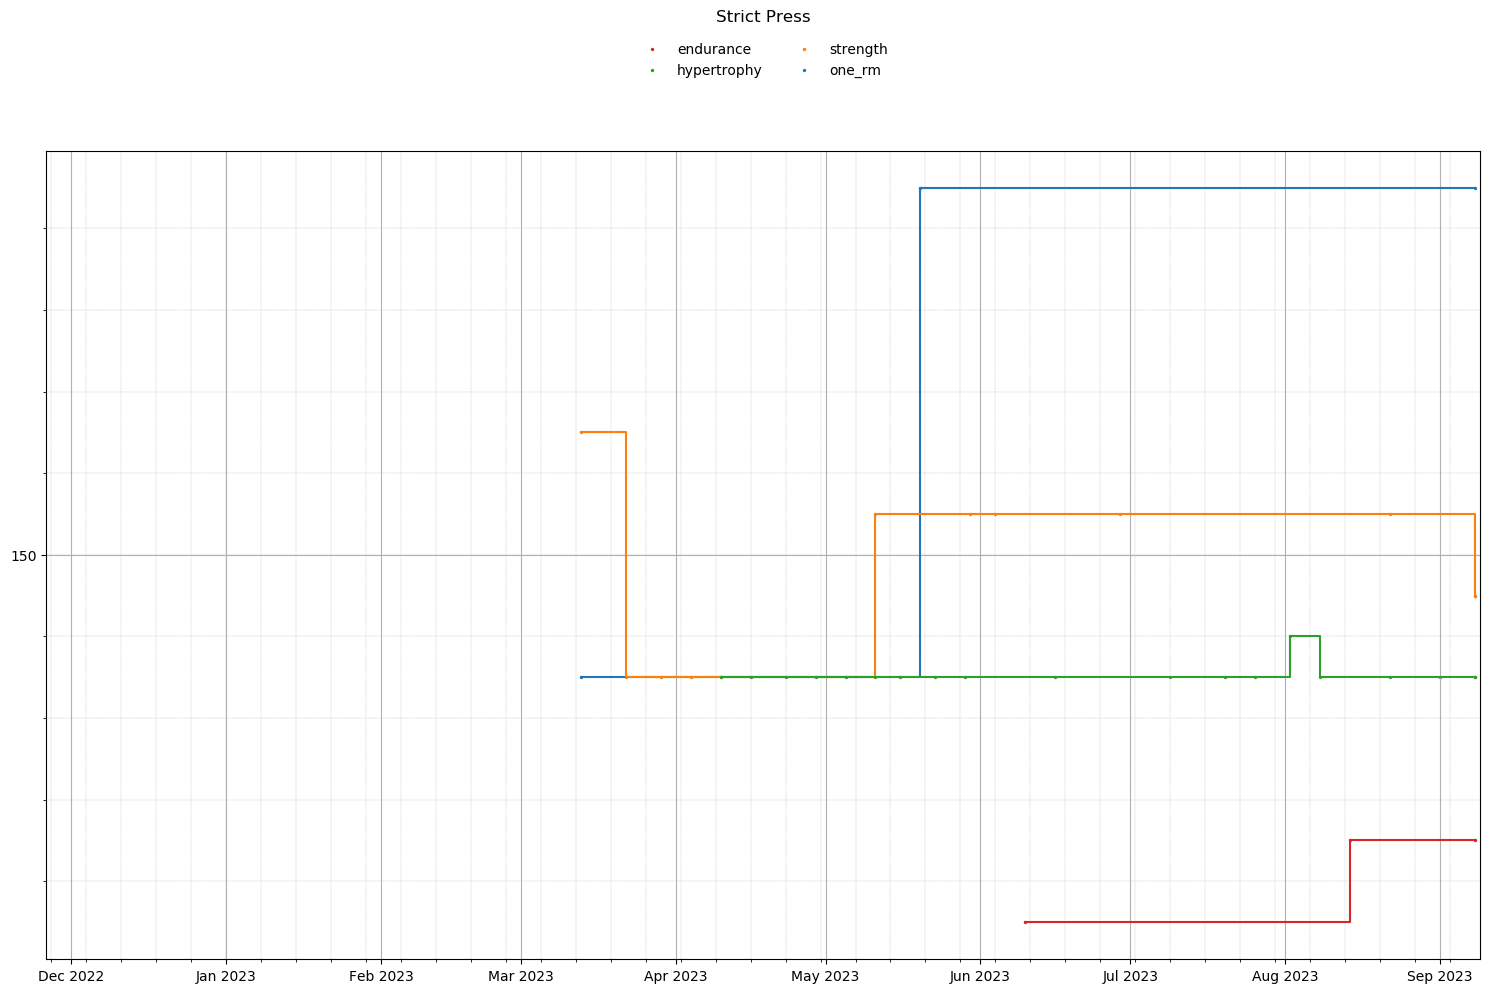 Strict Press
endurance strength
hypertrophy one_rm
150
Dec 2022 Jan 2023 Feb 2023 Mar 2023 Apr 2023 May 2023 Jun 2023 Jul 2023 Aug 2023 Sep 2023